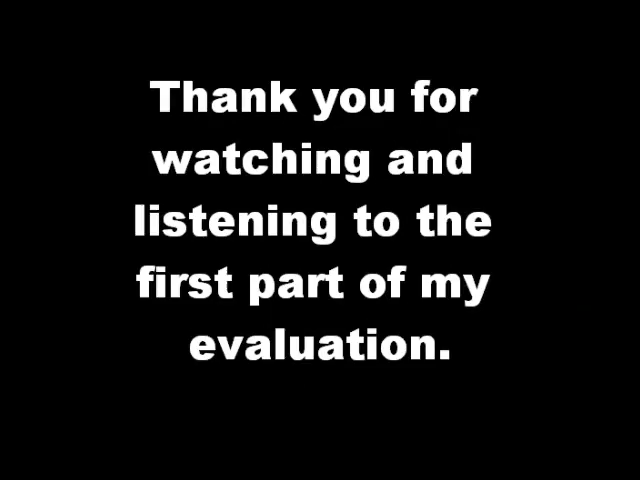 Thank you for
watching and
listening to the
first part of my
evaluation.